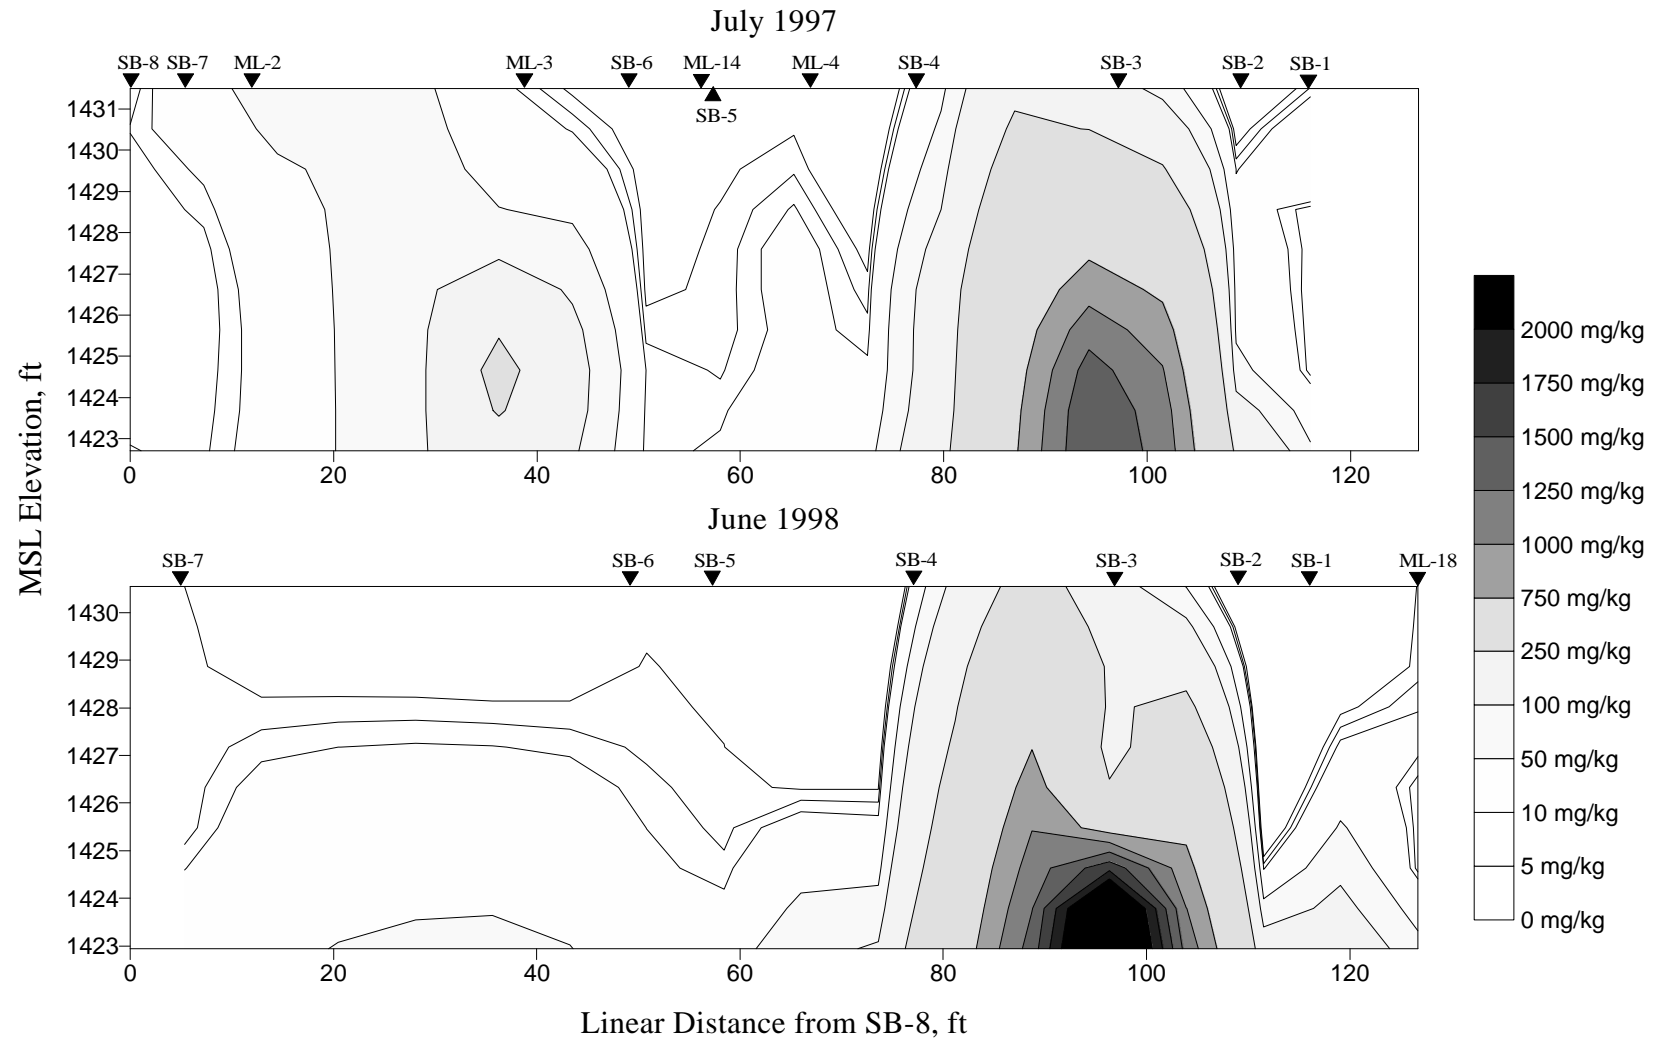 July 1997
SB-8 SB-7 ML-2 ML-3 SB-6 ML-14 ML-4 SB-4 SB-3 SB-2 SB-1
SB-5
1431
1430
1429
1428
1427
1426
1425
1424
1423
0 20 40 60 80 100 120
MSL Elevation, ft
June 1998
SB-7 SB-6 SB-5 SB-4 SB-3 SB-2 SB-1 ML-18
1430
1429
1428
1427
1426
1425
1424
1423
0 20 40 60 80 100 120
Linear Distance from SB-8, ft
2000 mg/kg
1750 mg/kg
1500 mg/kg
1250 mg/kg
1000 mg/kg
750 mg/kg
250 mg/kg
100 mg/kg
50 mg/kg
10 mg/kg
5 mg/kg
0 mg/kg